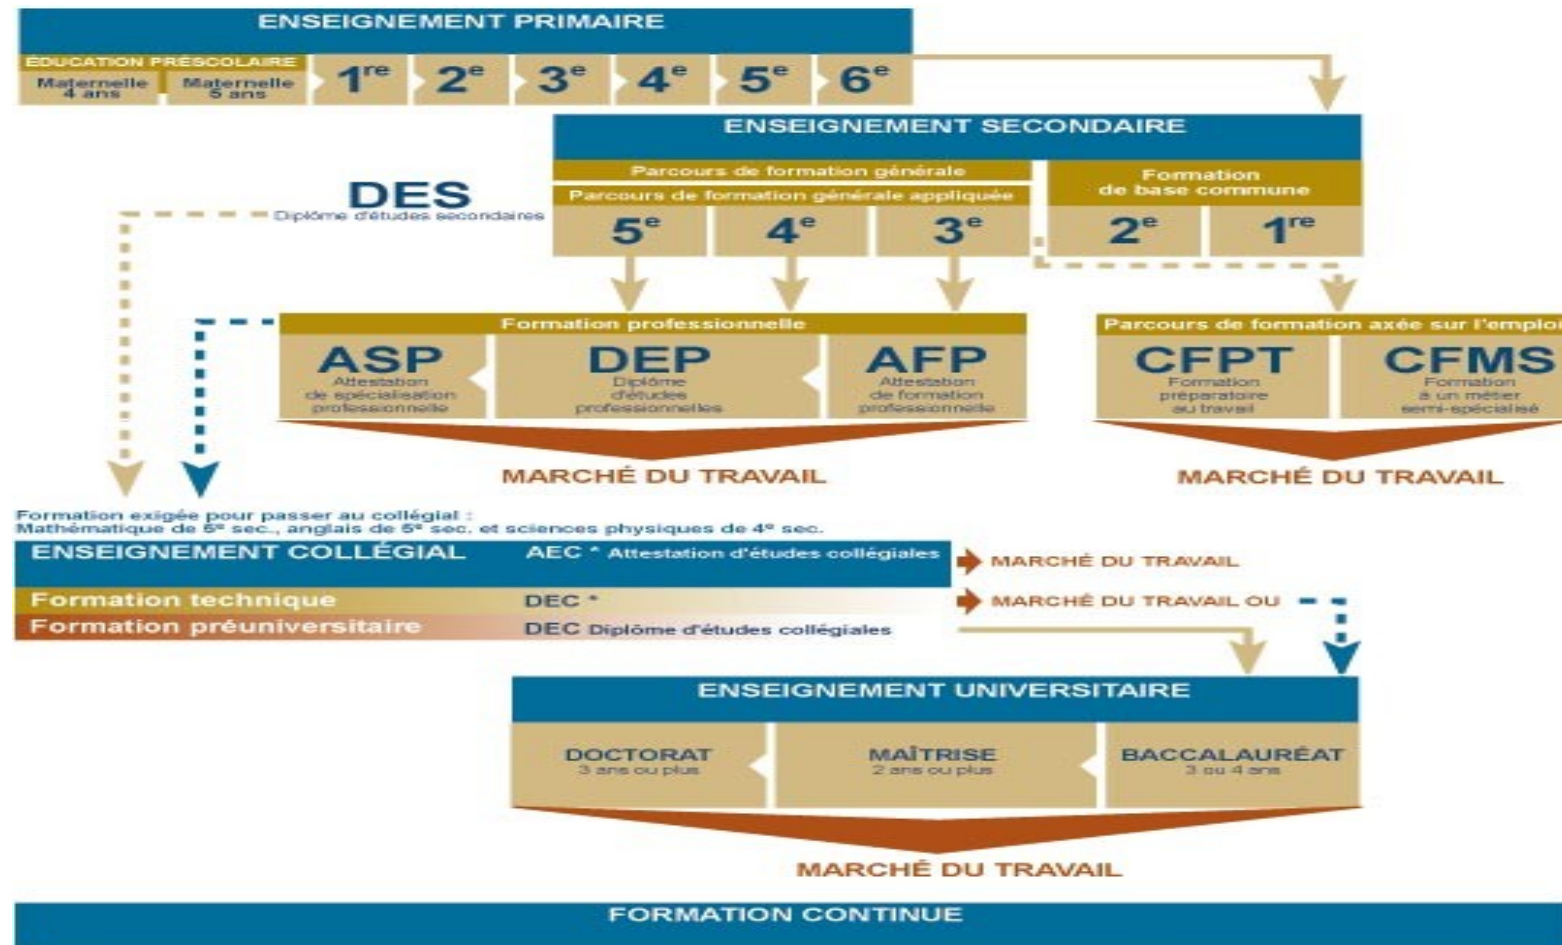 ENSEIGNEMENT PRIMAIRE
ÉDUCATION PRÉSCOLAIRE
Maternelle
4 ans
Maternelle
5 ans
1re
2e
3e
4e
5e
6e
ENSEIGNEMENT SECONDAIRE
Parcours de formation générale
Parcours de formation générale appliquée
Formation
de base commune
DES
Diplôme d'études secondaires
5e
4e
3e
2e
1re
Formation professionnelle
ASP
Attestation
de spécialisation
professionnelle
DEP
Diplôme
d'études
professionnelles
AFP
Attestation
de formation
professionnelle
Parcours de formation axée sur l'emploi
CFPT
Formation
préparatoire
au travail
CFMS
Formation
à un métier
semi-spécialisé
MARCHÉ DU TRAVAIL
MARCHÉ DU TRAVAIL
Formation exigée pour passer au collégial :
Mathématique de 5e sec., anglais de 5e sec. et sciences physiques de 4e sec.
ENSEIGNEMENT COLLÉGIAL
AEC * Attestation d'études collégiales
MARCHÉ DU TRAVAIL
Formation technique
DEC *
MARCHÉ DU TRAVAIL OU
Formation préuniversitaire
DEC Diplôme d'études collégiales
ENSEIGNEMENT UNIVERSITAIRE
DOCTORAT
3 ans ou plus
MAÎTRISE
2 ans ou plus
BACCALAURÉAT
3 ou 4 ans
MARCHÉ DU TRAVAIL
FORMATION CONTINUE